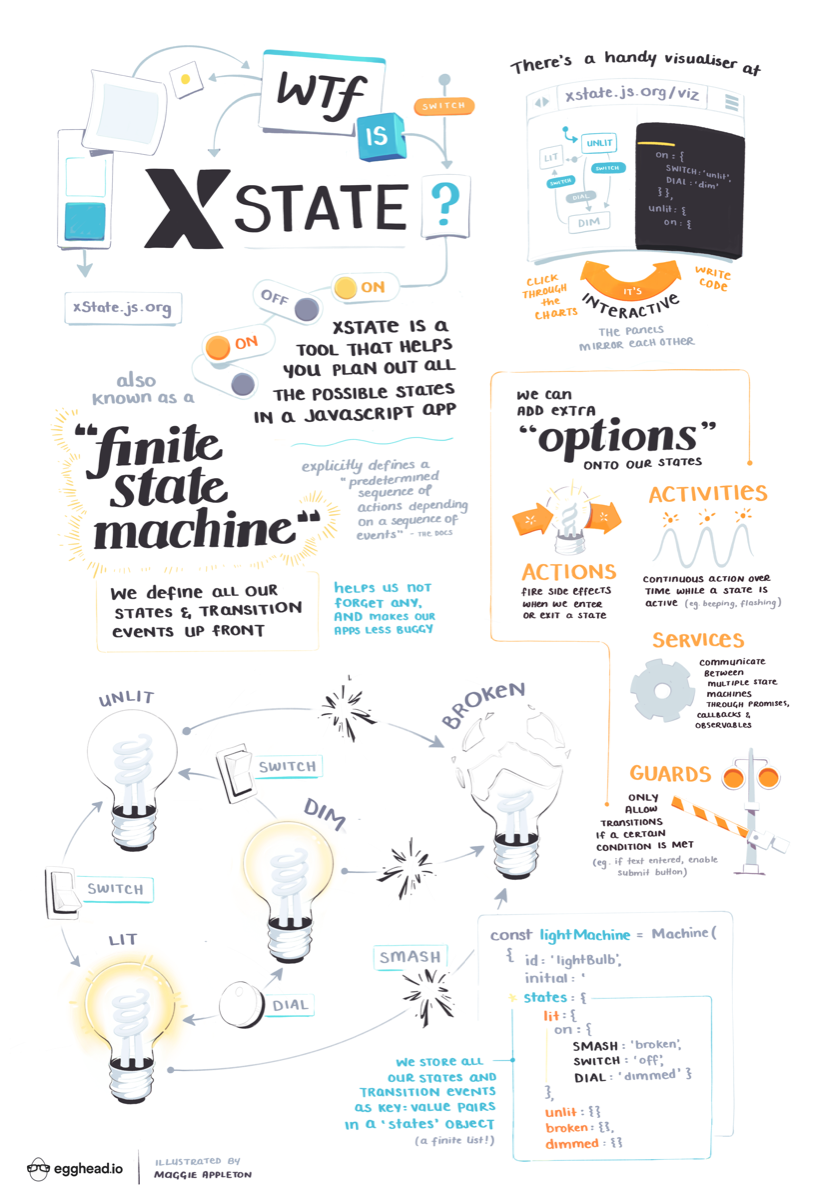 WTF
IS
XSTATE
?
SWITCH
xState.js.org
OFF
ON
ON
XSTATE IS A
TOOL THAT HELPS
YOU PLAN OUT ALL
THE POSSIBLE STATES
IN A JAVASCRIPT APP
also
known as a
“finite
state
machine“
explicitly defines a
"predetermined
sequence of
actions depending
on a sequence of
events" - THE DOCS
We define ALL OUR
STATES & TRANSITION
EVENTS UP FRONT
HELPS US NOT
FORGET ANY,
AND MAKES OUR
APPS LESS BUGGY
There's a handy visualiser at
xstate.js.org/viz
UNLIT
LIT
SWITCH
SWITCH
DIAL
DIM
on: {
SWITCH: 'unlit',
DIAL: 'dim'
}},
unlit: {
on: {
CLICK
THROUGH
the
CHARTS
IT'S
INTERACTIVE
WRITE
CODE
THE PANELS
MIRROR EACH OTHER
We can
ADD EXTRA
“options”
ONTO OUR STATES
ACTIONS
FIRE SIDE EFFECTS
WHEN WE ENTER
OR EXIT A STATE
ACTIVITIES
CONTINUOUS ACTION OVER
TIME WHILE A STATE IS
ACTIVE (eg. beeping, flashing)
SERVICES
COMMUNICATE
BETWEEN
MULTIPLE STATE
MACHINES
THROUGH PROMISES,
CALLBACKS &
OBSERVABLES
GUARDS
ONLY
ALLOW
TRANSITIONS
IF A CERTAIN
CONDITION IS MET
(eg. if text entered, enable
submit button)
UNLIT
BROKEN
SWITCH
DIM
SWITCH
LIT
DIAL
SMASH
const lightMachine = Machine(
{ id: 'lightBulb',
initial: '
states: {
lit: {
on: {
SMASH: 'broken',
SWITCH: 'off',
DIAL: 'dimmed' }
},
unlit: {}
broken: {},
dimmed: {}
We STORE ALL
OUR STATES AND
TRANSITION EVENTS
AS KEY:VALUE PAIRS
IN A 'STATES' OBJECT
(a finite list!)
egghead.io
ILLUSTRATED BY
MAGGIE APPLETON